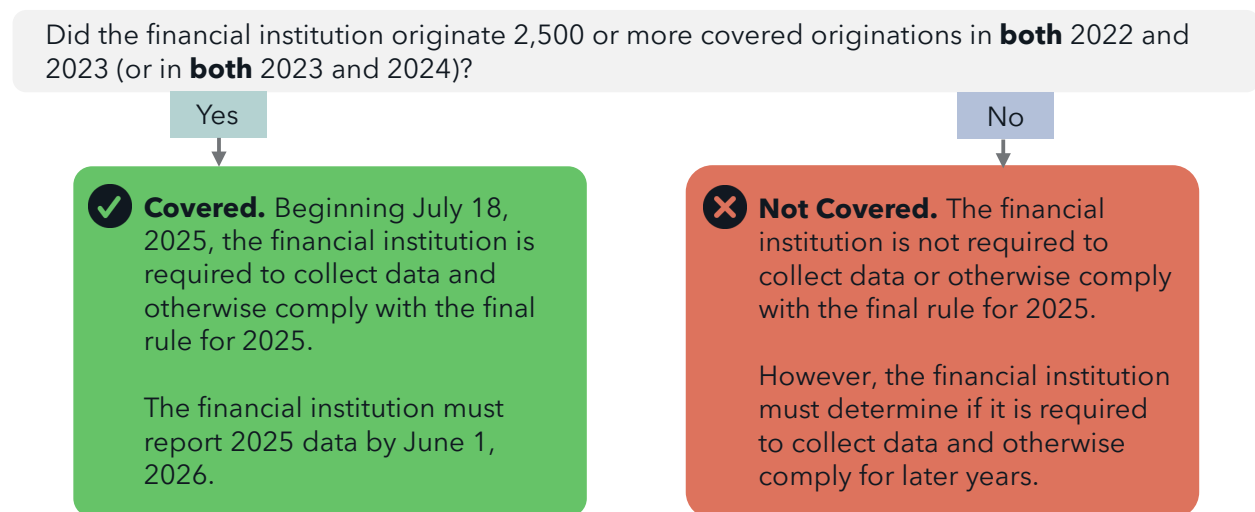 Did the financial institution originate 2,500 or more covered originations in both 2022 and
2023 (or in both 2023 and 2024)?
Yes
No
Covered. Beginning July 18,
2025, the financial institution is
required to collect data and
otherwise comply with the final
rule for 2025.
The financial institution must
report 2025 data by June 1,
2026.
Not Covered. The financial
institution is not required to
collect data or otherwise comply
with the final rule for 2025.
However, the financial institution
must determine if it is required
to collect data and otherwise
comply for later years.